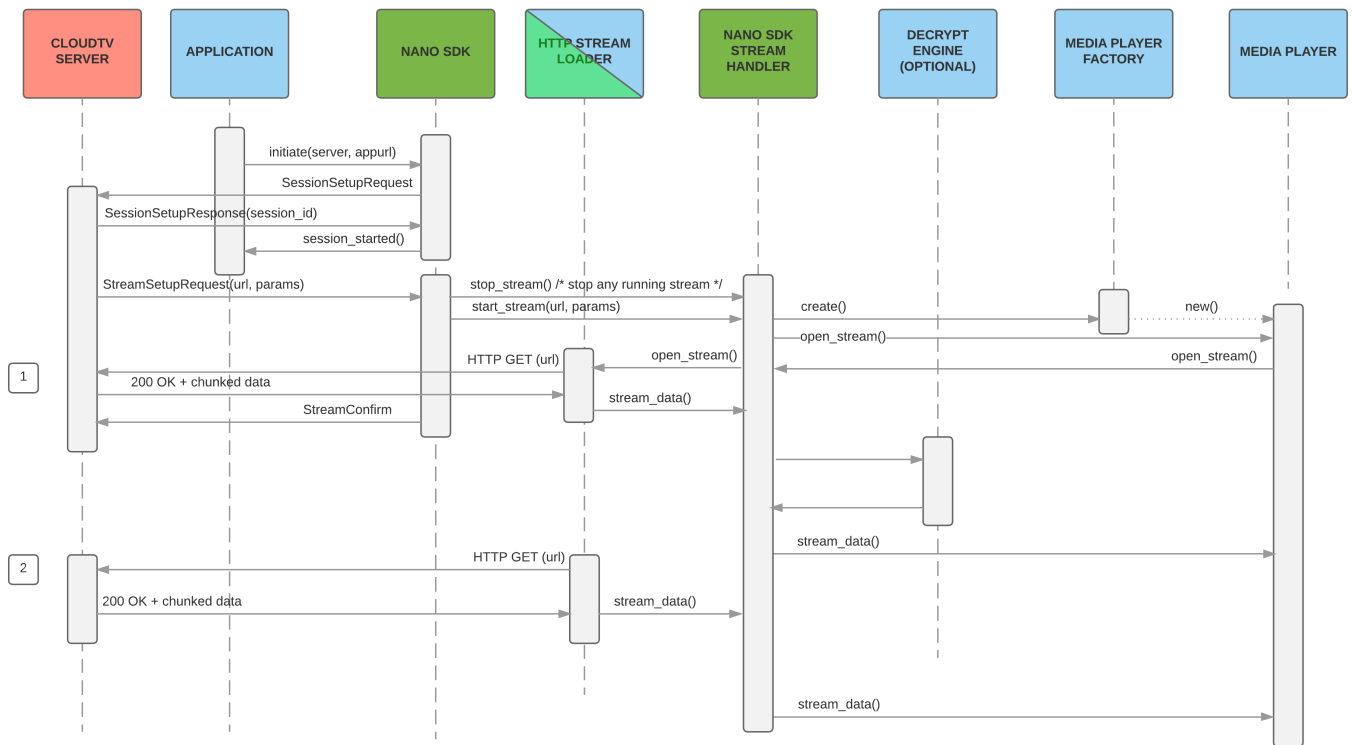 CLOUDTV
SERVER
APPLICATION
NANO SDK
HTTP STREAM
LOADER
NANO SDK
STREAM
HANDLER
DECRYPT
ENGINE
(OPTIONAL)
MEDIA PLAYER
FACTORY
MEDIA PLAYER
initiate(server, appurl)
SessionSetupRequest
SessionSetupResponse(session_id)
session_started()
StreamSetupRequest(url, params)
stop_stream() /* stop any running stream */
start_stream(url, params)
create()
new()
open_stream()
open_stream()
open_stream()
HTTP GET (url)
1
200 OK + chunked data
stream_data()
StreamConfirm
stream_data()
HTTP GET (url)
2
200 OK + chunked data
stream_data()
stream_data()